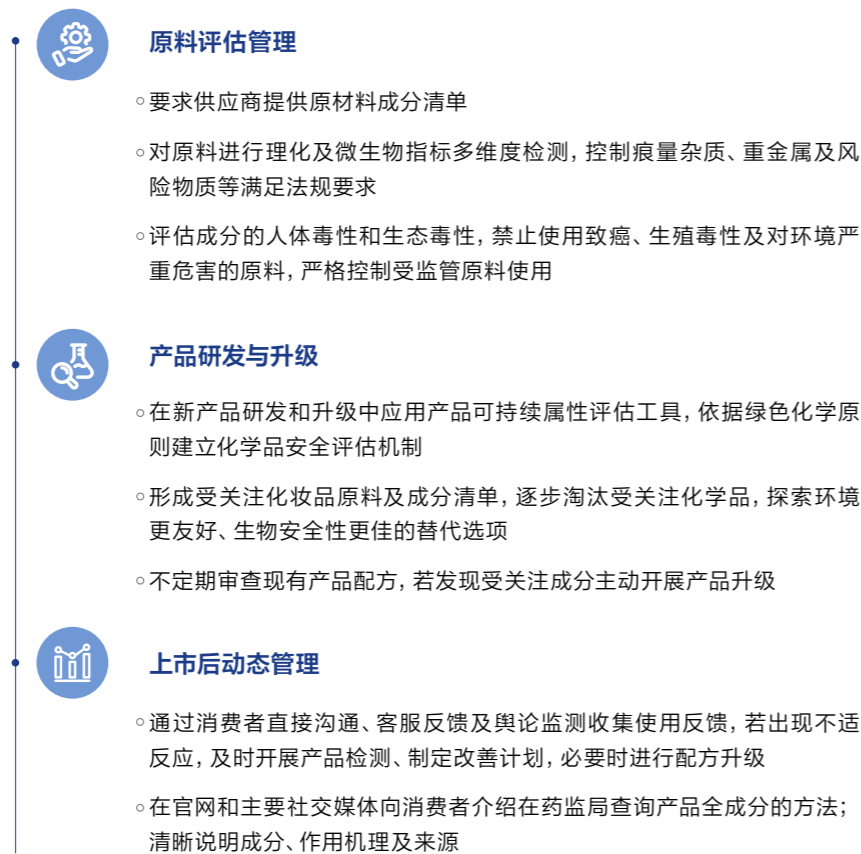 原料评估管理
◦要求供应商提供原材料成分清单
◦对原料进行理化及微生物指标多维度检测，控制痕量杂质、重金属及风
险物质等满足法规要求
◦评估成分的人体毒性和生态毒性，禁止使用致癌、生殖毒性及对环境严
重危害的原料，严格控制受监管原料使用
产品研发与升级
◦在新产品研发和升级中应用产品可持续属性评估工具，依据绿色化学原
则建立化学品安全评估机制
◦形成受关注化妆品原料及成分清单，逐步淘汰受关注化学品，探索环境
更友好、生物安全性更佳的替代选项
◦不定期审查现有产品配方，若发现受关注成分主动开展产品升级
上市后动态管理
◦通过消费者直接沟通、客服反馈及舆论监测收集使用反馈，若出现不适
反应，及时开展产品检测、制定改善计划，必要时进行配方升级
◦在官网和主要社交媒体向消费者介绍在药监局查询产品全成分的方法；
清晰说明成分、作用机理及来源